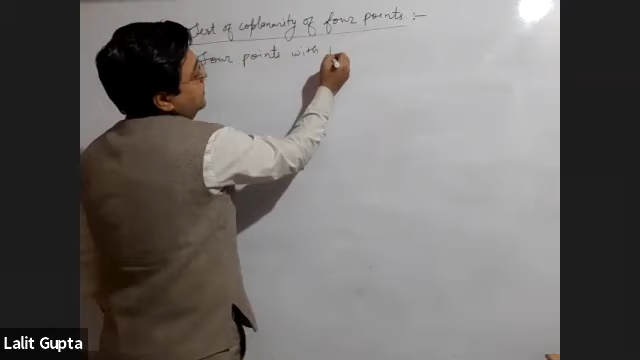 Test of coplanarity of four points :-
Four points with
Lalit Gupta